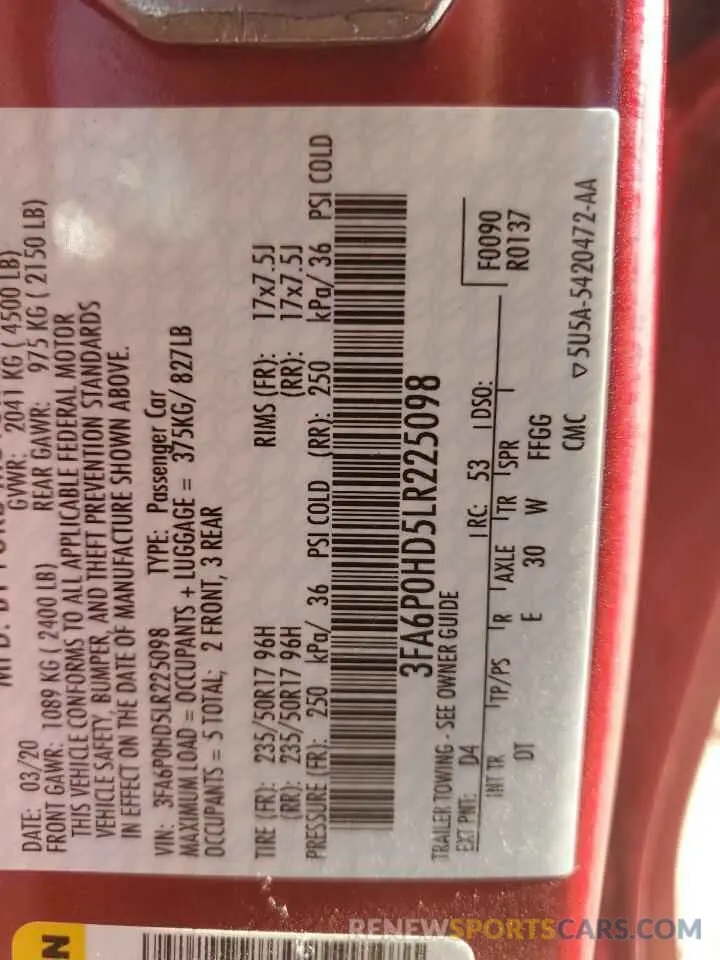 MFD. BY FORD
DATE: 03/20 GVWR: 2041 KG ( 4500 LB)
FRONT GAWR: 1089 KG ( 2400 LB) REAR GAWR: 975 KG ( 2150 LB)
THIS VEHICLE CONFORMS TO ALL APPLICABLE FEDERAL MOTOR
VEHICLE SAFETY, BUMPER, AND THEFT PREVENTION STANDARDS
IN EFFECT ON THE DATE OF MANUFACTURE SHOWN ABOVE.
VIN: 3FA6P0HD5LR225098 TYPE: Passenger Car
MAXIMUM LOAD = OCCUPANTS + LUGGAGE = 375KG/ 827LB
OCCUPANTS = 5 TOTAL; 2 FRONT, 3 REAR
TIRE (FR): 235/50R17 96H RIMS (FR): 17x7.5J
(RR): 235/50R17 96H (RR): 17x7.5J
PRESSURE (FR): 250 kPa/ 36 PSI COLD (RR): 250 kPa/ 36 PSI COLD
3FA6P0HD5LR225098
TRAILER TOWING - SEE OWNER GUIDE F0090
EXT PNT: D4 RC: 53 DSO: R0137
INT TR TP/PS R AXLE TR SPR
DT E 30 W FFGG
CMC ▽5U5A-5420472-AA
RENEWSPORTSCARS.COM